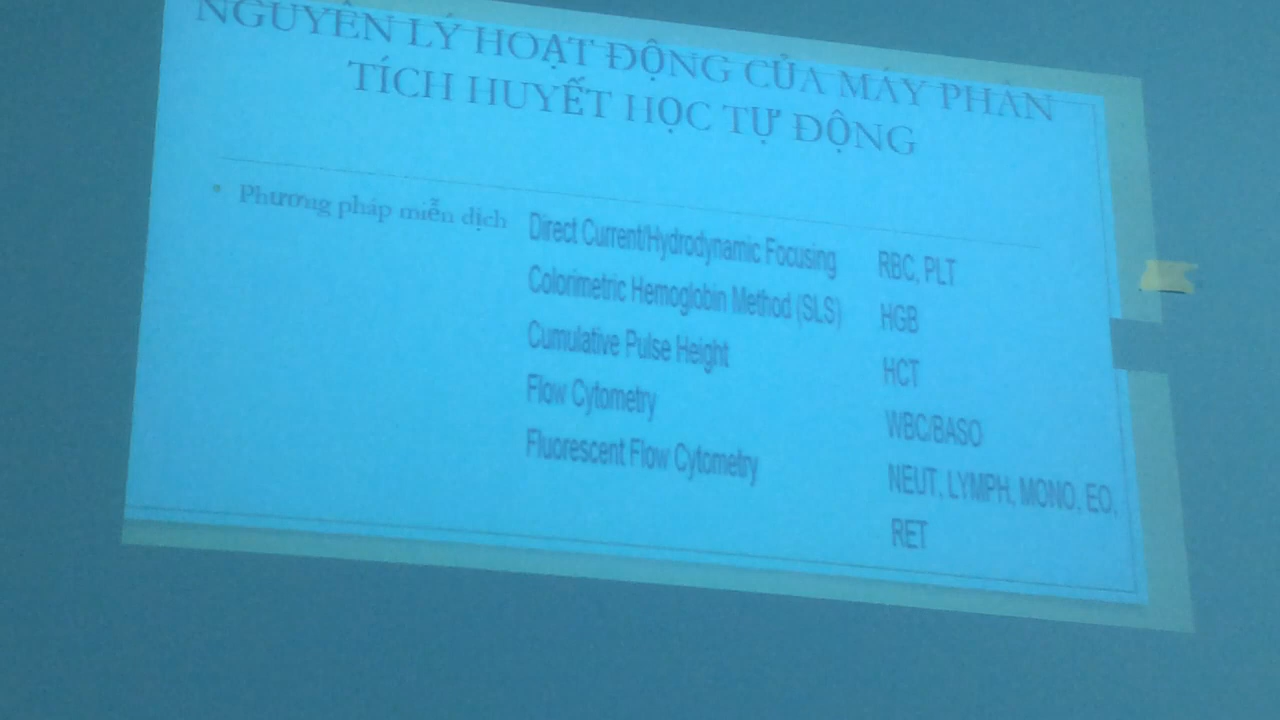 NGUYÊN LÝ HOẠT ĐỘNG CỦA MÁY PHÂN
TÍCH HUYẾT HỌC TỰ ĐỘNG
• Phương pháp miễn dịch
Direct Current/Hydrodynamic Focusing RBC, PLT
Colorimetric Hemoglobin Method (SLS) HGB
Cumulative Pulse Height HCT
Flow Cytometry WBC/BASO
Fluorescent Flow Cytometry NEUT, LYMPH, MONO, EO,
RET